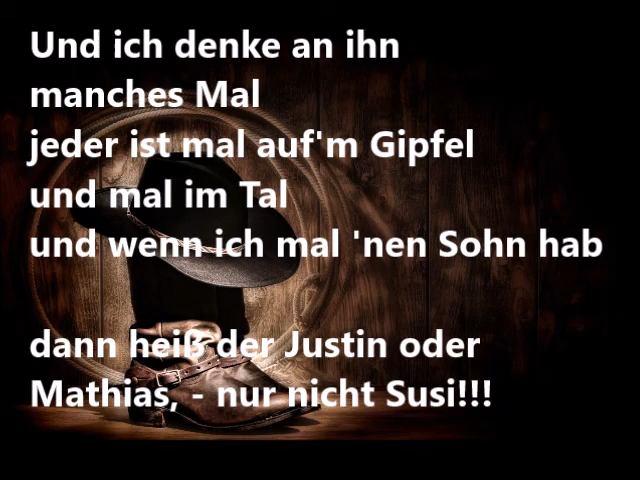 Und ich denke an ihn
manches Mal
jeder ist mal auf'm Gipfel
und mal im Tal
und wenn ich mal 'nen Sohn hab
dann heiß der Justin oder
Mathias, - nur nicht Susi!!!